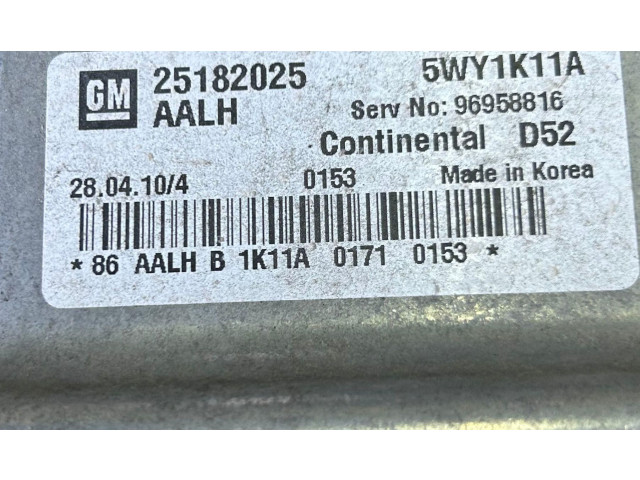 GM 25182025 5WY1K11A
AALH Serv No: 96958816
Continental D52
28.04.10/4 0153 Made in Korea
* 86 AALH B 1K11A 0171 0153 *